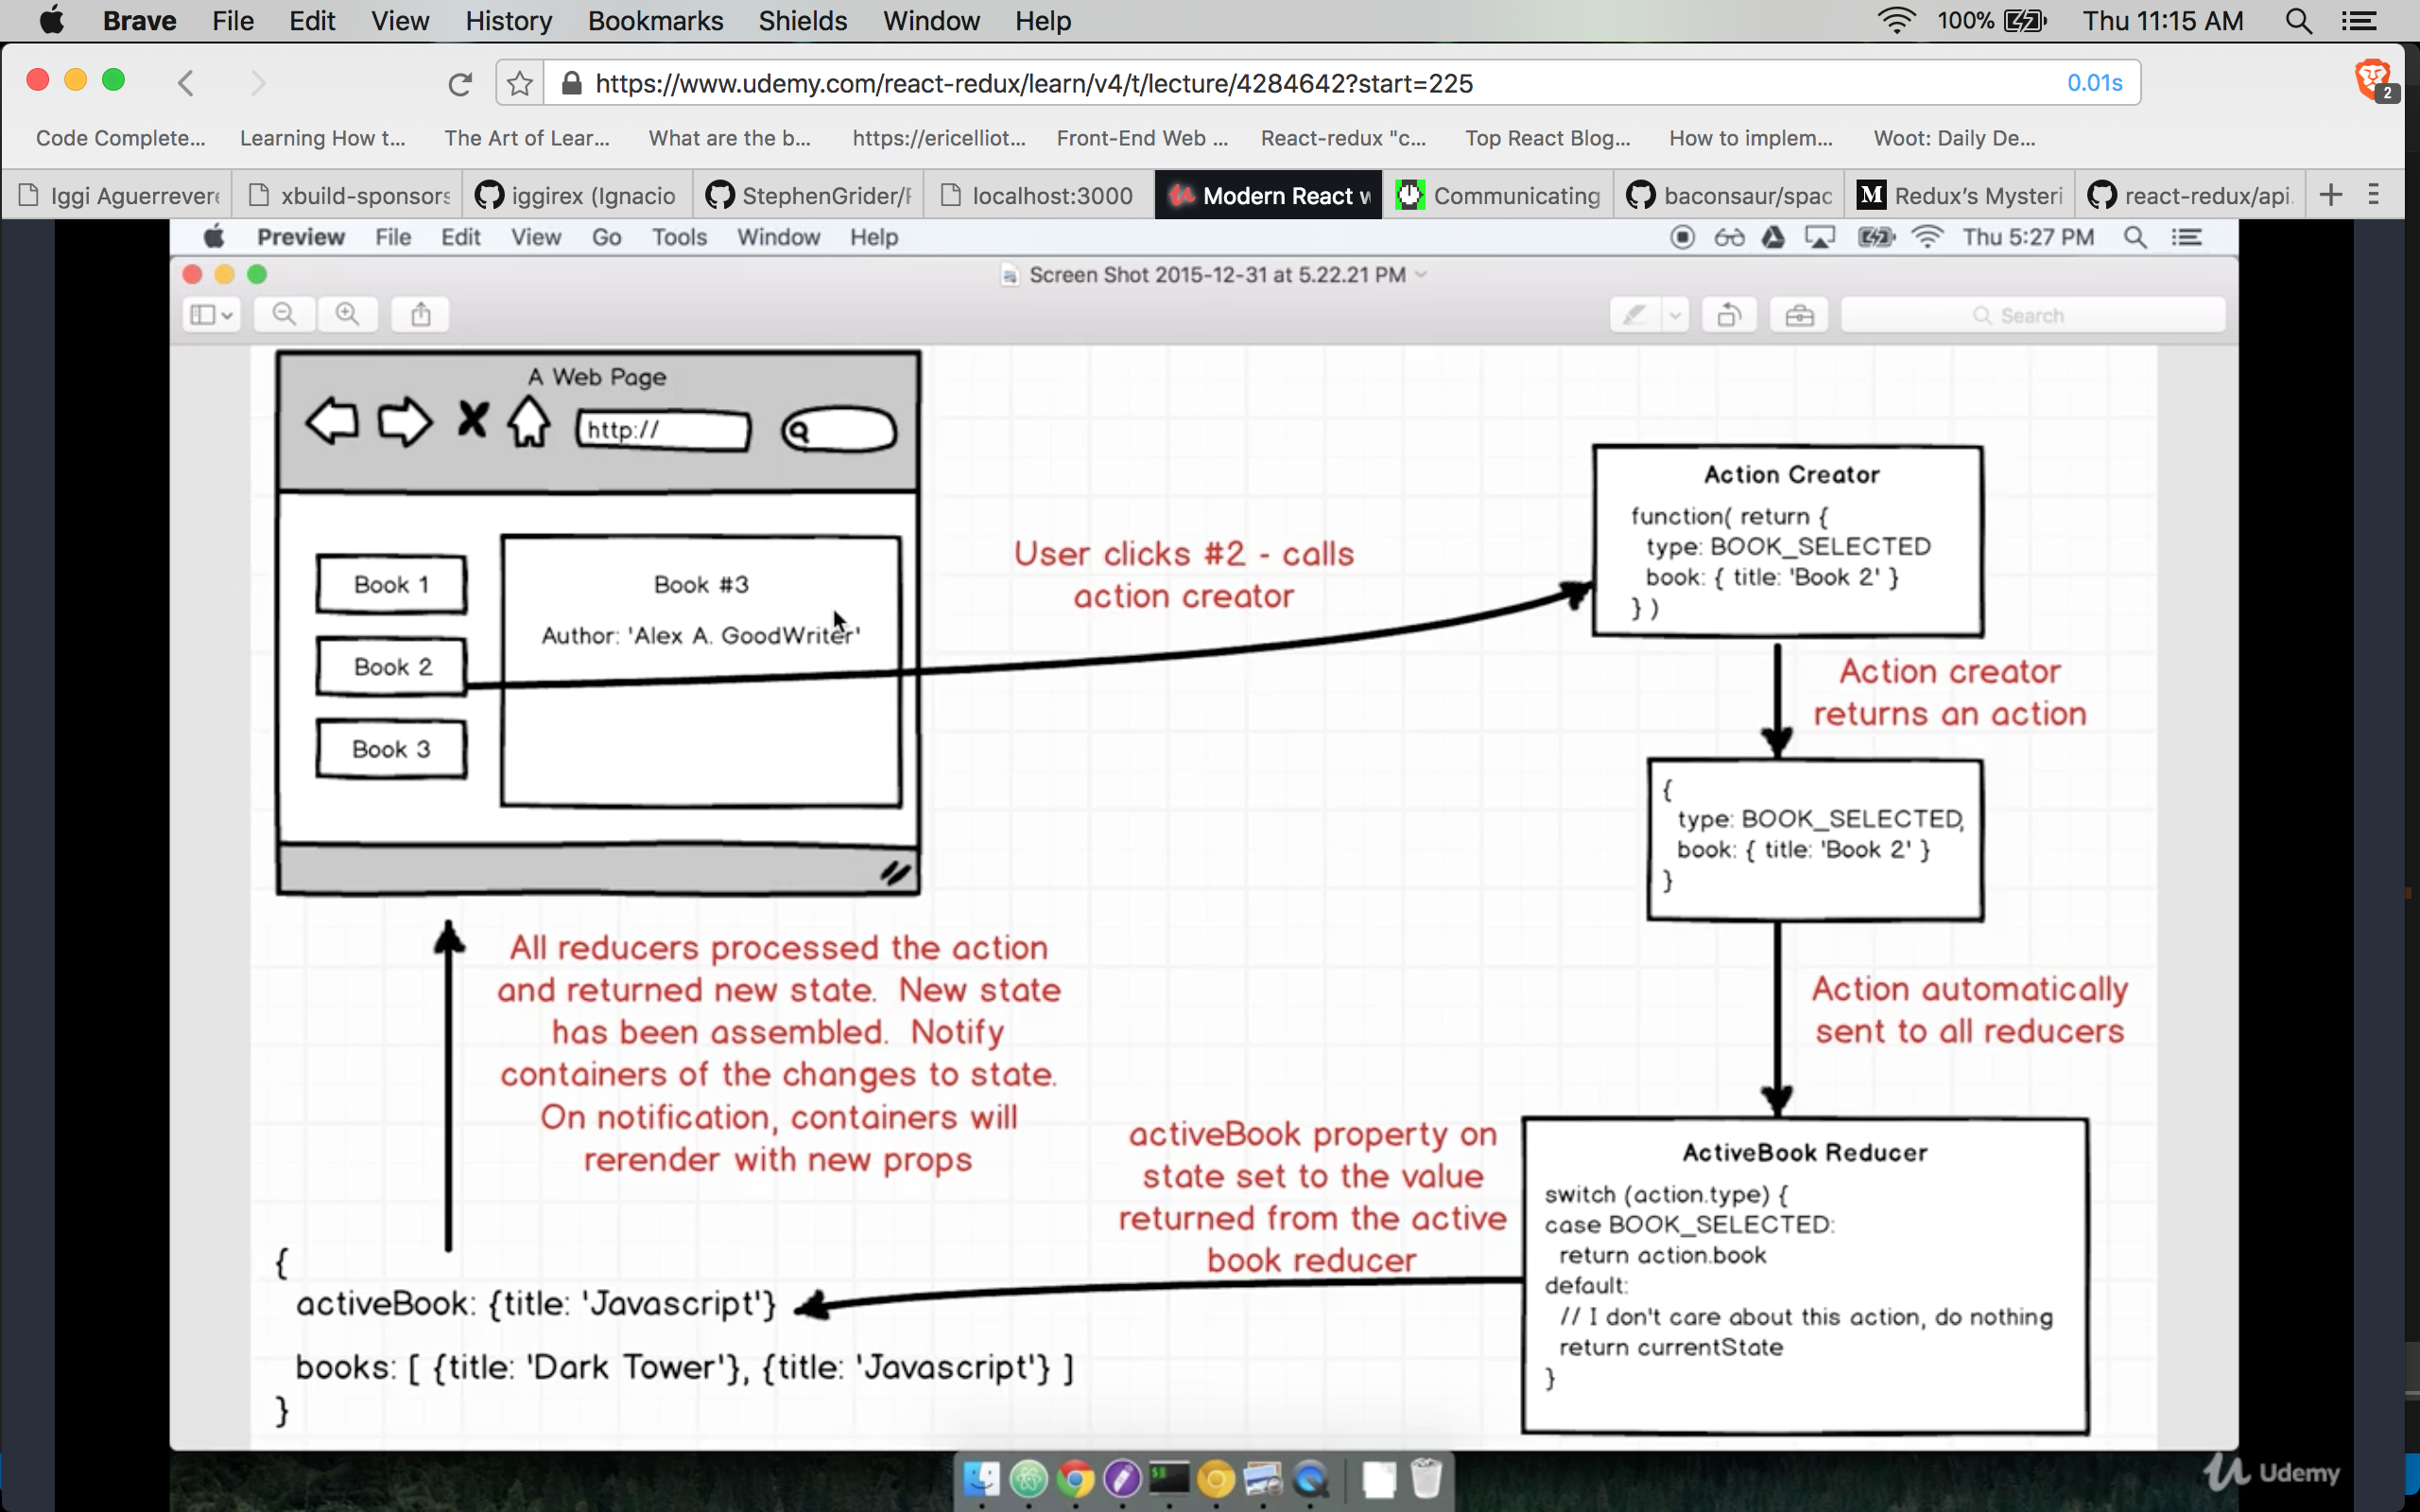 Brave File Edit View History Bookmarks Shields Window Help 100% Thu 11:15 AM
https://www.udemy.com/react-redux/learn/v4/t/lecture/4284642?start=225 0.01s 2
Code Complete... Learning How t... The Art of Lear... What are the b... https://ericelliot... Front-End Web ... React-redux "c... Top React Blog... How to implem... Woot: Daily De...
Iggi Aguerrevere xbuild-sponsors iggirex (Ignacio StephenGrider/R localhost:3000 Modern React w Communicating baconsaur/spac Redux's Mysteri react-redux/api.
Preview File Edit View Go Tools Window Help Thu 5:27 PM
Screen Shot 2015-12-31 at 5.22.21 PM
Search
A Web Page
http://
Book 1
Book 2
Book 3
Book #3
Author: 'Alex A. GoodWriter'
User clicks #2 - calls
action creator
Action Creator
function( return {
type: BOOK_SELECTED
book: { title: 'Book 2' }
} )
Action creator
returns an action
{
type: BOOK_SELECTED,
book: { title: 'Book 2' }
}
Action automatically
sent to all reducers
ActiveBook Reducer
switch (action.type) {
case BOOK_SELECTED:
return action.book
default:
// I don't care about this action, do nothing
return currentState
}
activeBook property on
state set to the value
returned from the active
book reducer
All reducers processed the action
and returned new state. New state
has been assembled. Notify
containers of the changes to state.
On notification, containers will
rerender with new props
{
activeBook: {title: 'Javascript'}
books: [ {title: 'Dark Tower'}, {title: 'Javascript'} ]
}
Udemy